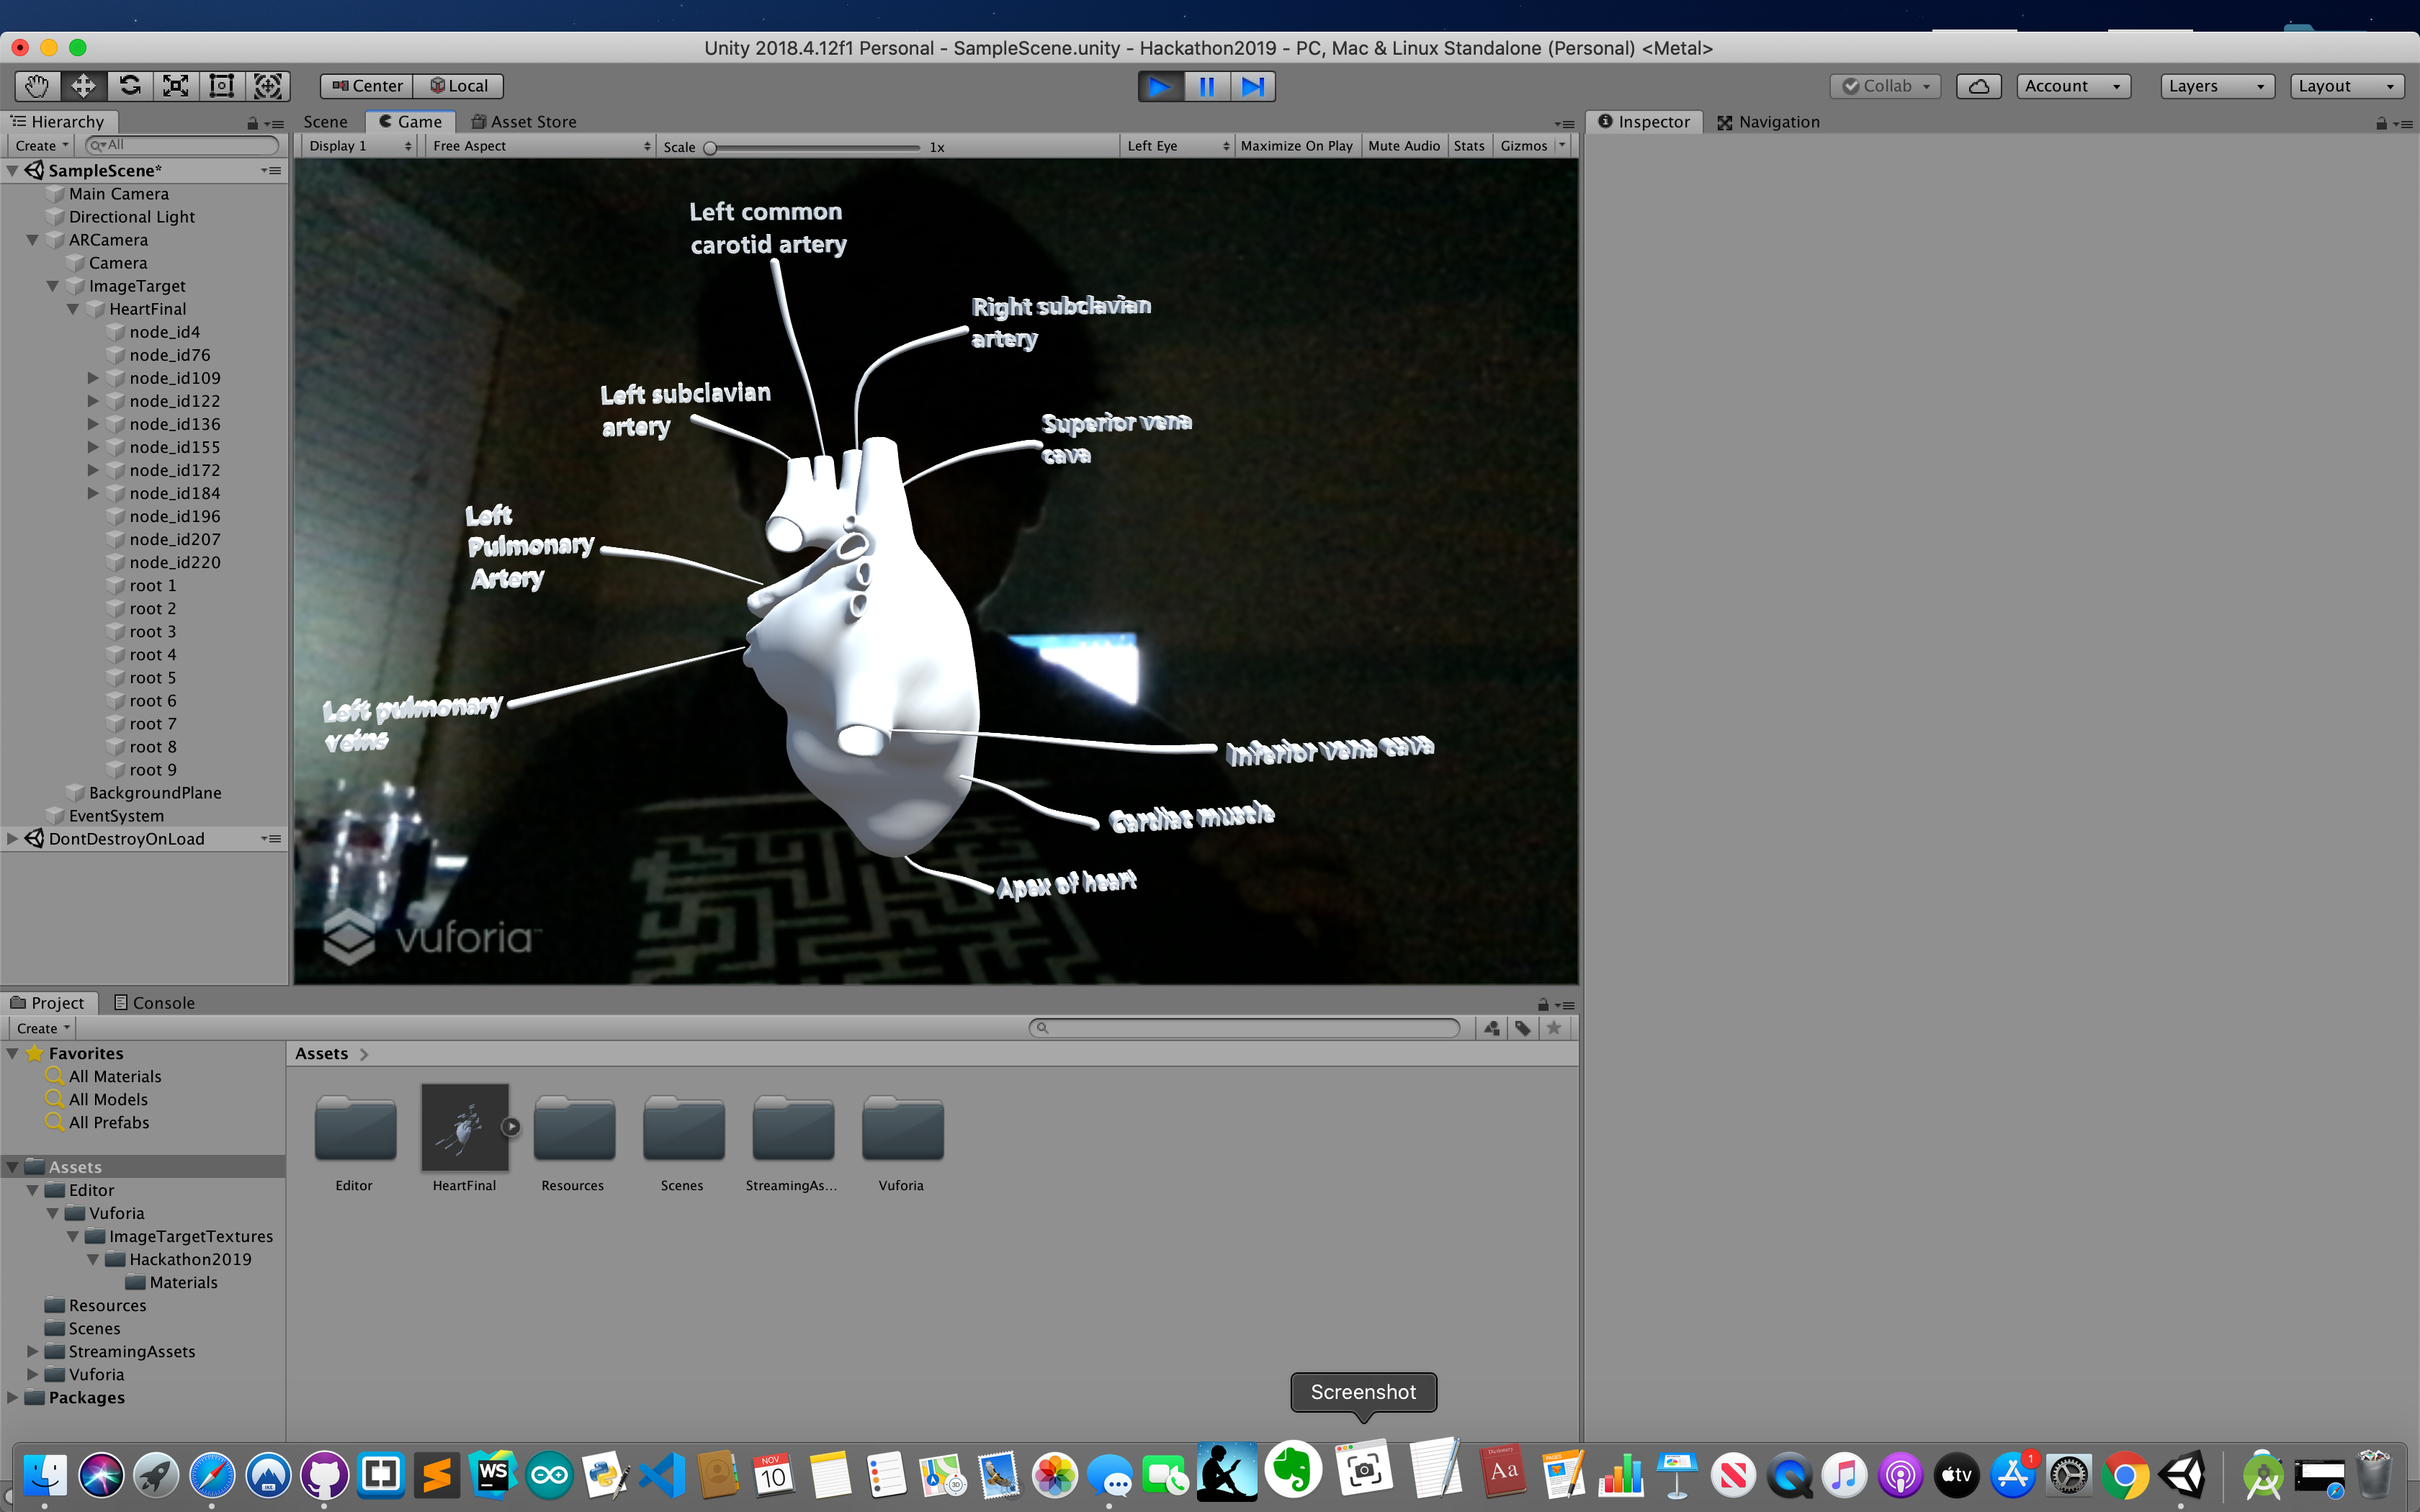 Unity 2018.4.12f1 Personal - SampleScene.unity - Hackathon2019 - PC, Mac & Linux Standalone (Personal) <Metal>
Center
Local
Collab
Account
Layers
Layout
Hierarchy
Scene
Game
Asset Store
Inspector
Navigation
Create
All
Display 1
Free Aspect
Scale
1x
Left Eye
Maximize On Play
Mute Audio
Stats
Gizmos
SampleScene*
Main Camera
Directional Light
ARCamera
Camera
ImageTarget
HeartFinal
node_id4
node_id76
node_id109
node_id122
node_id136
node_id155
node_id172
node_id184
node_id196
node_id207
node_id220
root 1
root 2
root 3
root 4
root 5
root 6
root 7
root 8
root 9
BackgroundPlane
EventSystem
DontDestroyOnLoad
Left common
carotid artery
Right subclavian
artery
Left subclavian
artery
Superior vena
cava
Left
Pulmonary
Artery
Left pulmonary
veins
Inferior vena cava
Cardiac muscle
Apex of heart
vuforia™
Project
Console
Create
Favorites
All Materials
All Models
All Prefabs
Assets
Editor
Vuforia
ImageTargetTextures
Hackathon2019
Materials
Resources
Scenes
StreamingAssets
Vuforia
Packages
Assets
Editor
HeartFinal
Resources
Scenes
StreamingAs...
Vuforia
Screenshot
WS
NOV
10
Dictionary
Aa
tv
1